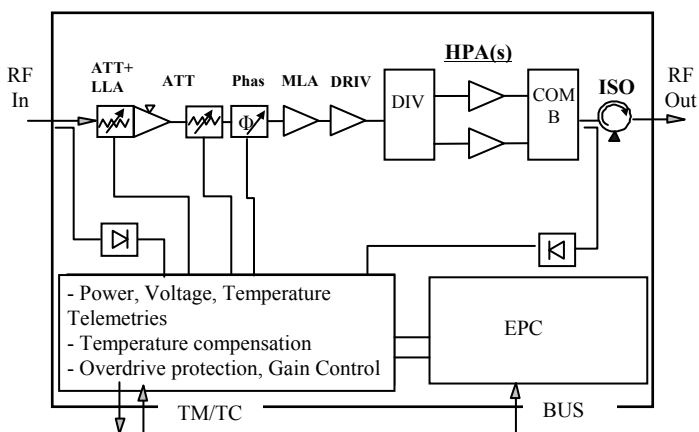 HPA(s)
RF
In
ATT+
LLA
ATT
Phas
MLA
DRIV
DIV
COM
B
ISO
RF
Out
Φ
- Power, Voltage, Temperature
Telemetries
- Temperature compensation
- Overdrive protection, Gain Control
EPC
TM/TC
BUS